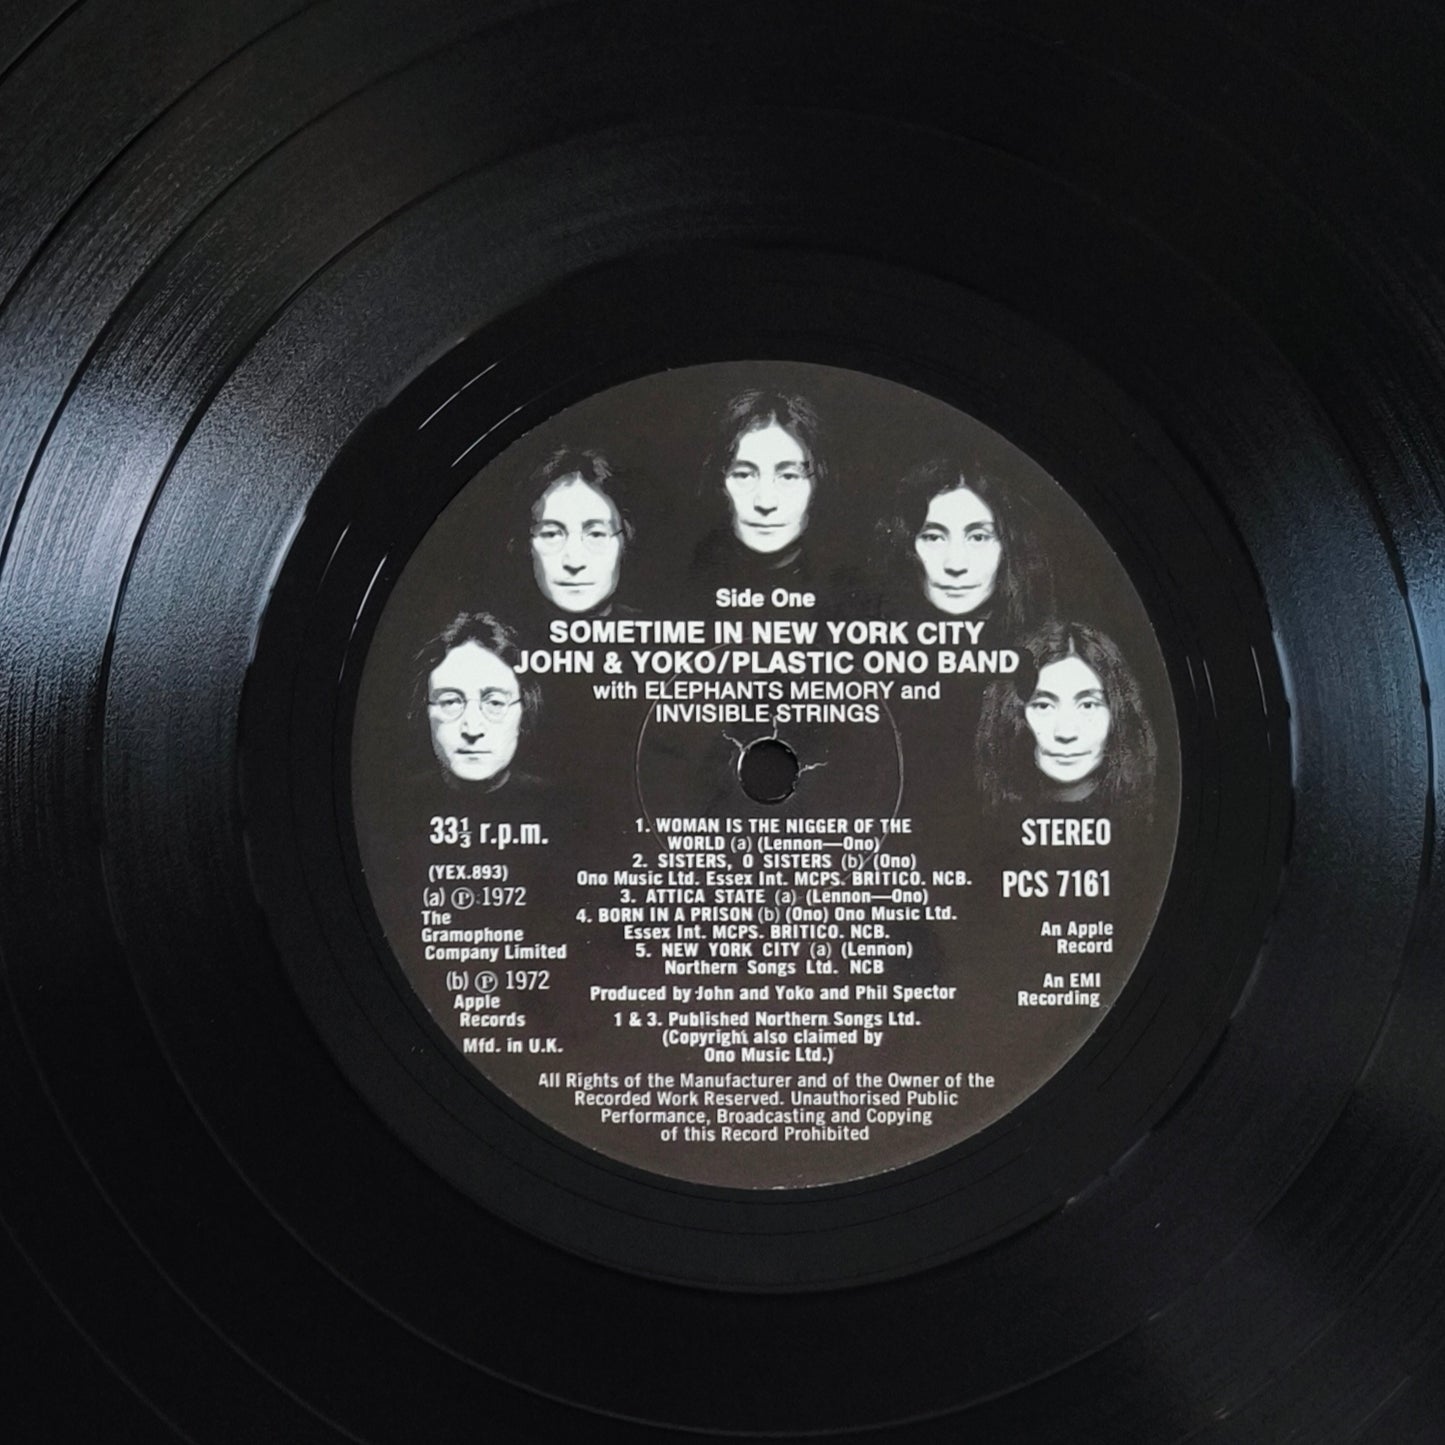 Side One
SOMETIME IN NEW YORK CITY
JOHN & YOKO/PLASTIC ONO BAND
with ELEPHANTS MEMORY and
INVISIBLE STRINGS
33⅓ r.p.m.
(YEX.893)
(a) Ⓟ 1972
The
Gramophone
Company Limited
(b) Ⓟ 1972
Apple
Records
Mfd. in U.K.
1. WOMAN IS THE NIGGER OF THE
WORLD (a) (Lennon—Ono)
2. SISTERS, O SISTERS (b) (Ono)
Ono Music Ltd. Essex Int. MCPS. BRITICO. NCB.
3. ATTICA STATE (a) (Lennon—Ono)
4. BORN IN A PRISON (b) (Ono) Ono Music Ltd.
Essex Int. MCPS. BRITICO. NCB.
5. NEW YORK CITY (a) (Lennon)
Northern Songs Ltd. NCB
Produced by John and Yoko and Phil Spector
1 & 3. Published Northern Songs Ltd.
(Copyright also claimed by
Ono Music Ltd.)
STEREO
PCS 7161
An Apple
Record
An EMI
Recording
All Rights of the Manufacturer and of the Owner of the
Recorded Work Reserved. Unauthorised Public
Performance, Broadcasting and Copying
of this Record Prohibited